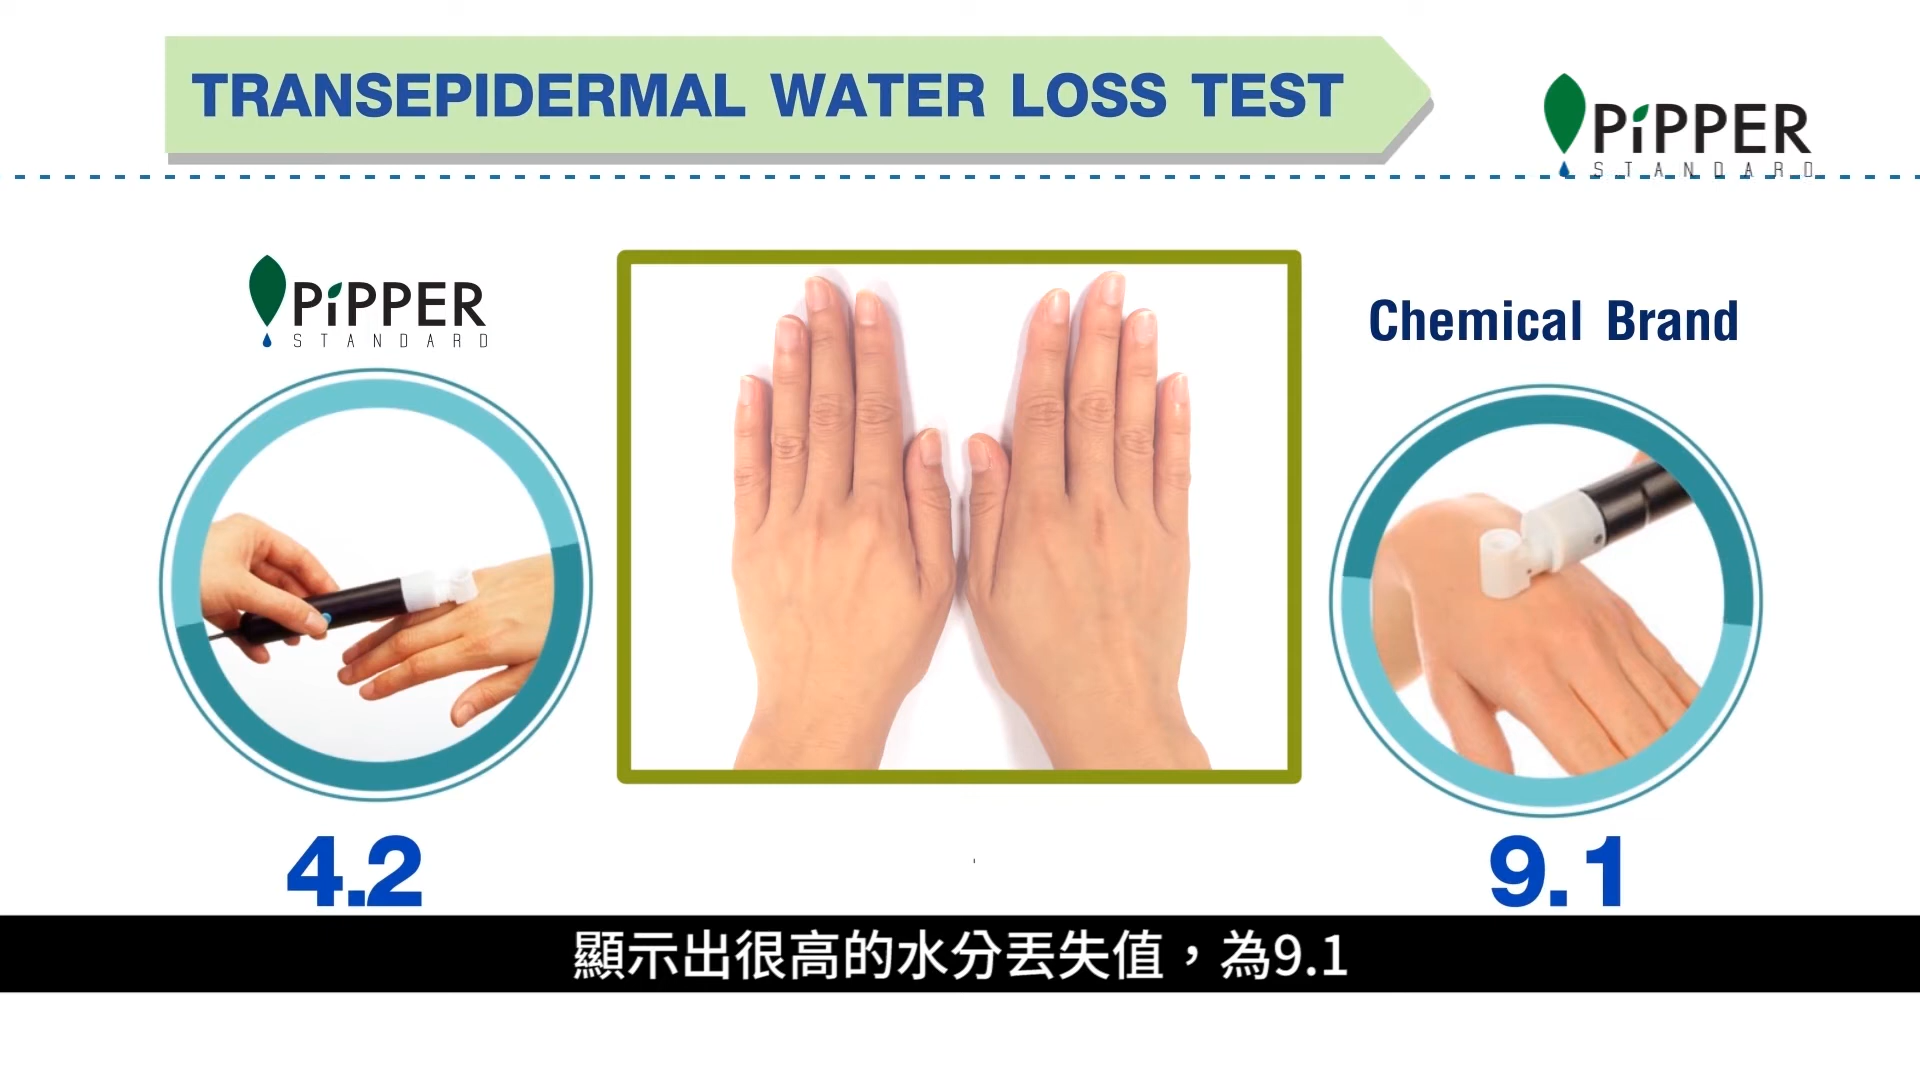 TRANSEPIDERMAL WATER LOSS TEST
PiPPER
STANDARD
PiPPER
STANDARD
Chemical Brand
4.2
9.1
顯示出很高的水分丟失值，為9.1